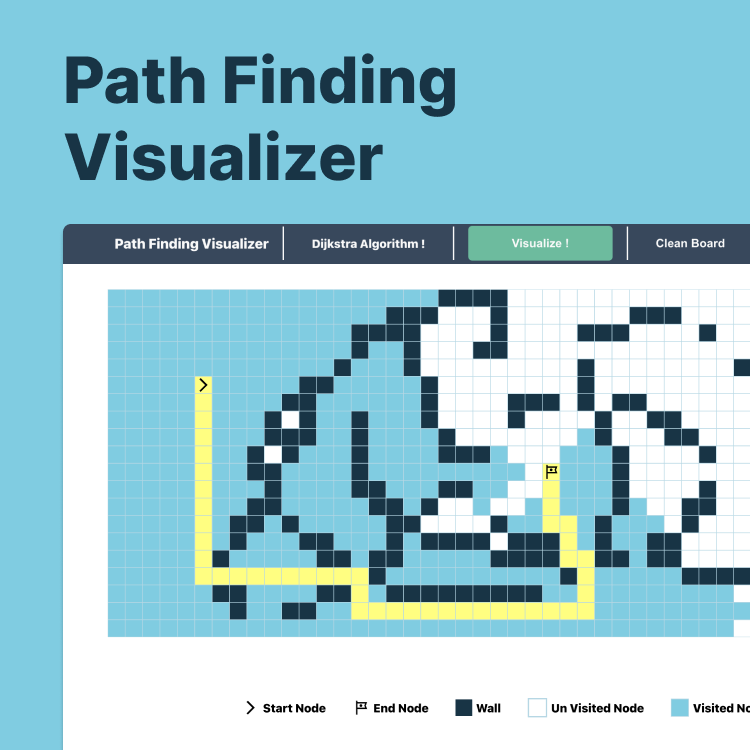 Path Finding
Visualizer
Path Finding Visualizer
Dijkstra Algorithm !
Visualize !
Clean Board
Start Node
End Node
Wall
Un Visited Node
Visited No